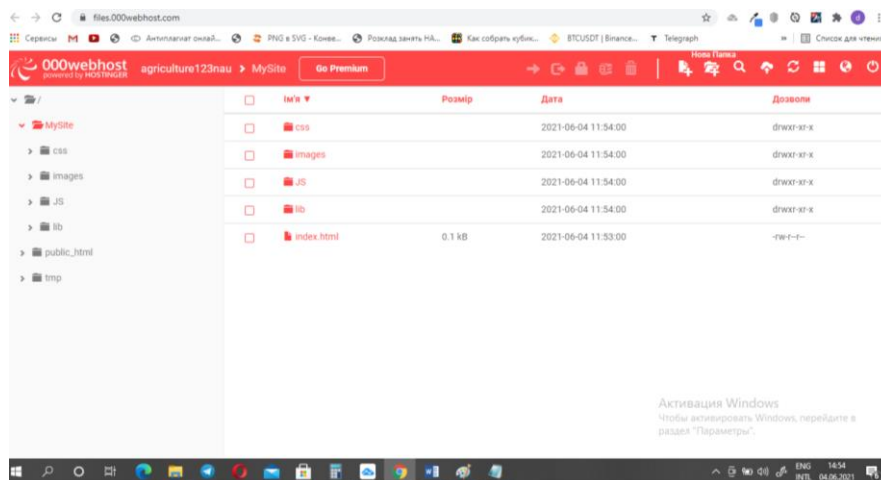 files.000webhost.com
Сервисы
Антиплагиат онлай...
PNG в SVG - Конве...
Розклад занять НА...
Как собрать кубик...
BTCUSDT | Binance...
Telegraph
»
Список для чтения
000webhost
powered by HOSTINGER
agriculture123nau > MySite
Go Premium
Нова Папка
/
Ім'я ▼ Розмір Дата Дозволи
MySite
css 2021-06-04 11:54:00 drwxr-xr-x
css
images 2021-06-04 11:54:00 drwxr-xr-x
images
JS 2021-06-04 11:54:00 drwxr-xr-x
JS
lib 2021-06-04 11:54:00 drwxr-xr-x
lib
index.html 0.1 kB 2021-06-04 11:53:00 -rw-r--r--
public_html
tmp
Активация Windows
Чтобы активировать Windows, перейдите в
раздел "Параметры".
ENG 14:54
INTL 04.06.2021